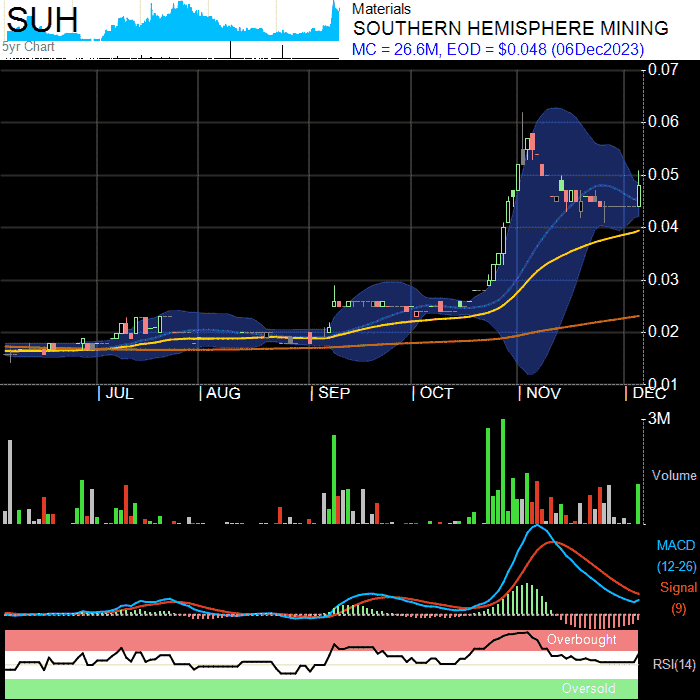 SUH
5yr Chart
Materials
SOUTHERN HEMISPHERE MINING
MC = 26.6M, EOD = $0.048 (06Dec2023)
0.07
0.06
0.05
0.04
0.03
0.02
0.01
| JUL | AUG | SEP | OCT | NOV | DEC
3M
Volume
MACD
(12-26)
Signal
(9)
Overbought
RSI(14)
Oversold